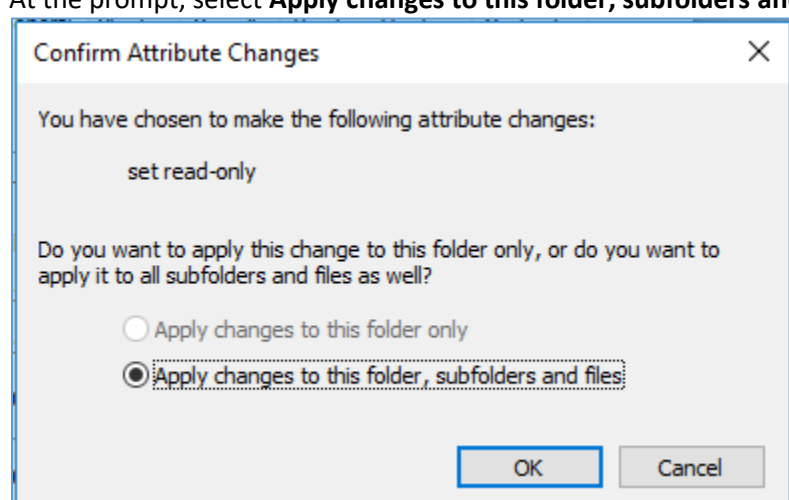 At the prompt, select Apply changes to this folder, subfolders an
Confirm Attribute Changes
You have chosen to make the following attribute changes:
set read-only
Do you want to apply this change to this folder only, or do you want to
apply it to all subfolders and files as well?
Apply changes to this folder only
Apply changes to this folder, subfolders and files
OK
Cancel